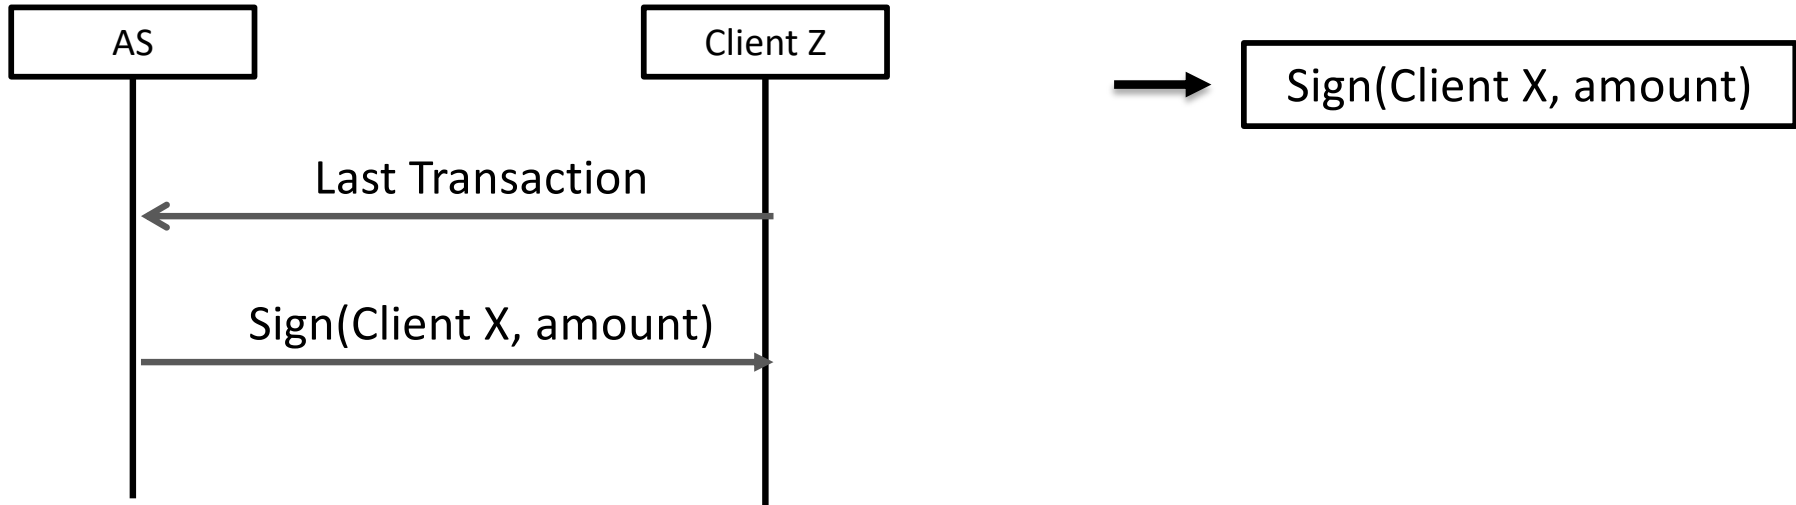 AS
Client Z
Sign(Client X, amount)
Last Transaction
Sign(Client X, amount)